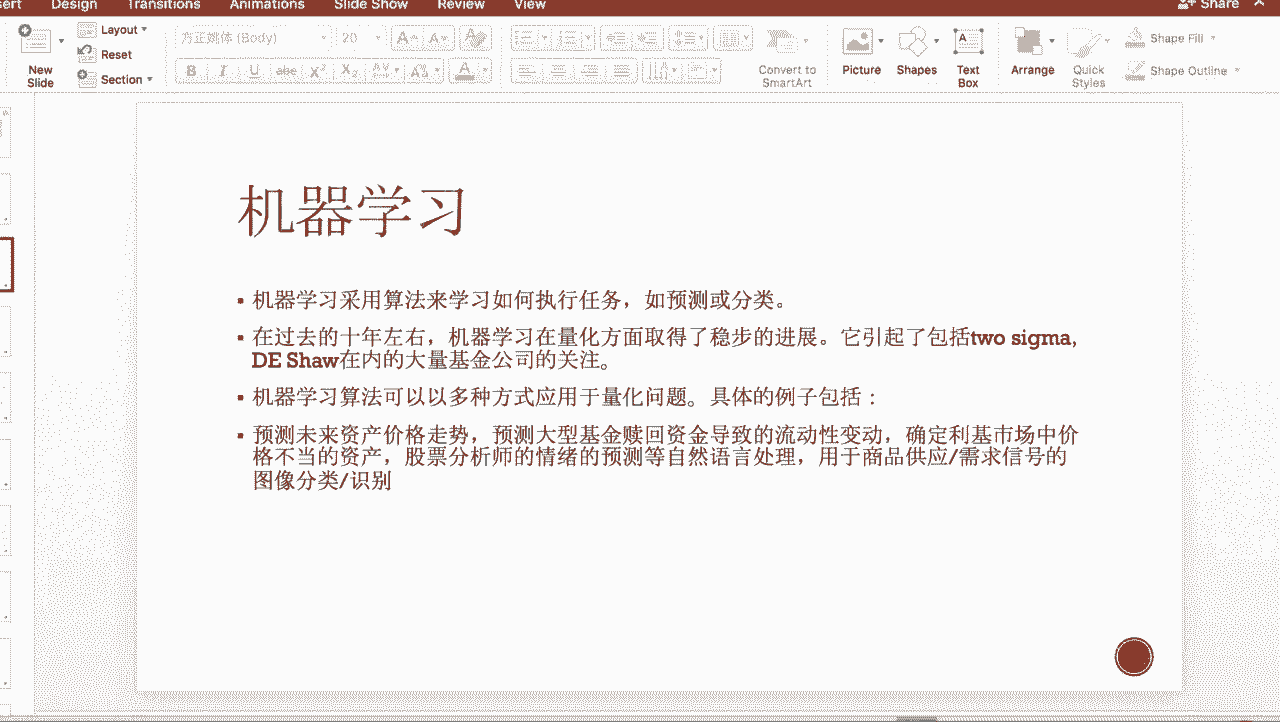 Design Transitions Animations Slide Show Review View Share
Layout
Reset
Section
New
Slide
方正姚体 (Body) 20
B I U abc X² X₂ AV Aa A
Convert to
SmartArt
Picture
Shapes
Text
Box
Arrange
Quick
Styles
Shape Fill
Shape Outline
机器学习
▪ 机器学习采用算法来学习如何执行任务，如预测或分类。
▪ 在过去的十年左右，机器学习在量化方面取得了稳步的进展。它引起了包括two sigma,
DE Shaw在内的大量基金公司的关注。
▪ 机器学习算法可以以多种方式应用于量化问题。具体的例子包括：
▪ 预测未来资产价格走势，预测大型基金赎回资金导致的流动性变动，确定利基市场中价
格不当的资产，股票分析师的情绪的预测等自然语言处理，用于商品供应/需求信号的
图像分类/识别